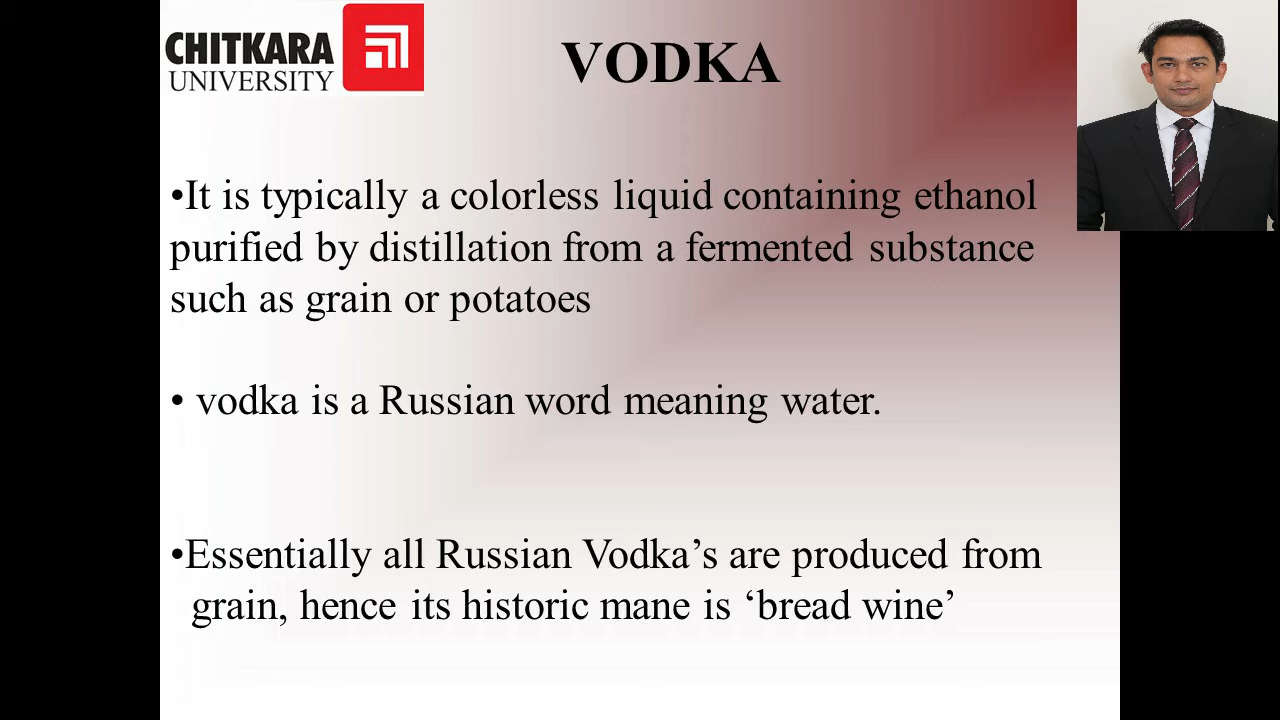 CHITKARA
UNIVERSITY
VODKA
•It is typically a colorless liquid containing ethanol
purified by distillation from a fermented substance
such as grain or potatoes
• vodka is a Russian word meaning water.
•Essentially all Russian Vodka’s are produced from
grain, hence its historic mane is ‘bread wine’